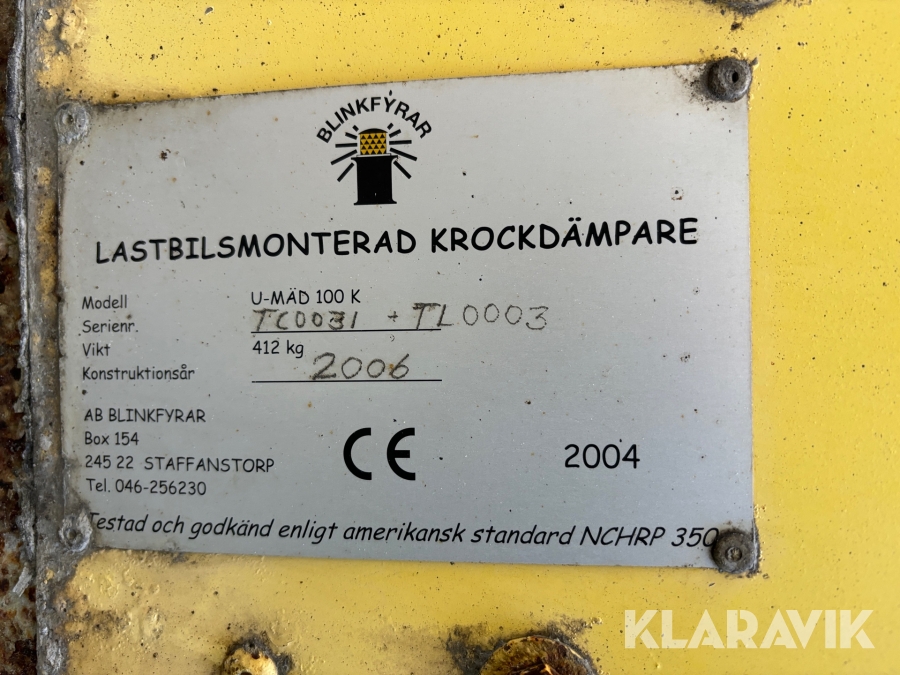 BLINKFYRAR
LASTBILSMONTERAD KROCKDÄMPARE
Modell U-MÄD 100 K
Serienr. TC0031 + TL0003
Vikt 412 kg
Konstruktionsår 2006
AB BLINKFYRAR
Box 154
245 22 STAFFANSTORP
Tel. 046-256230
CE 2004
Testad och godkänd enligt amerikansk standard NCHRP 350
KLARAVIK